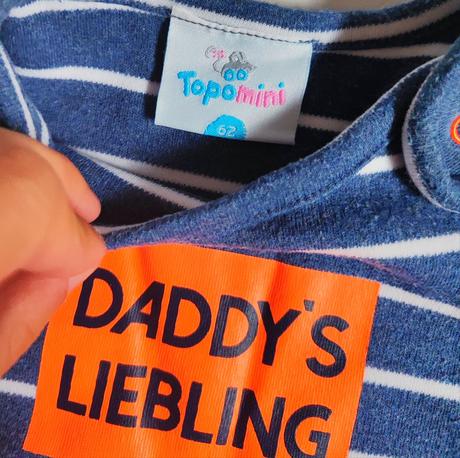 Topomini
62
DADDY'S
LIEBLING